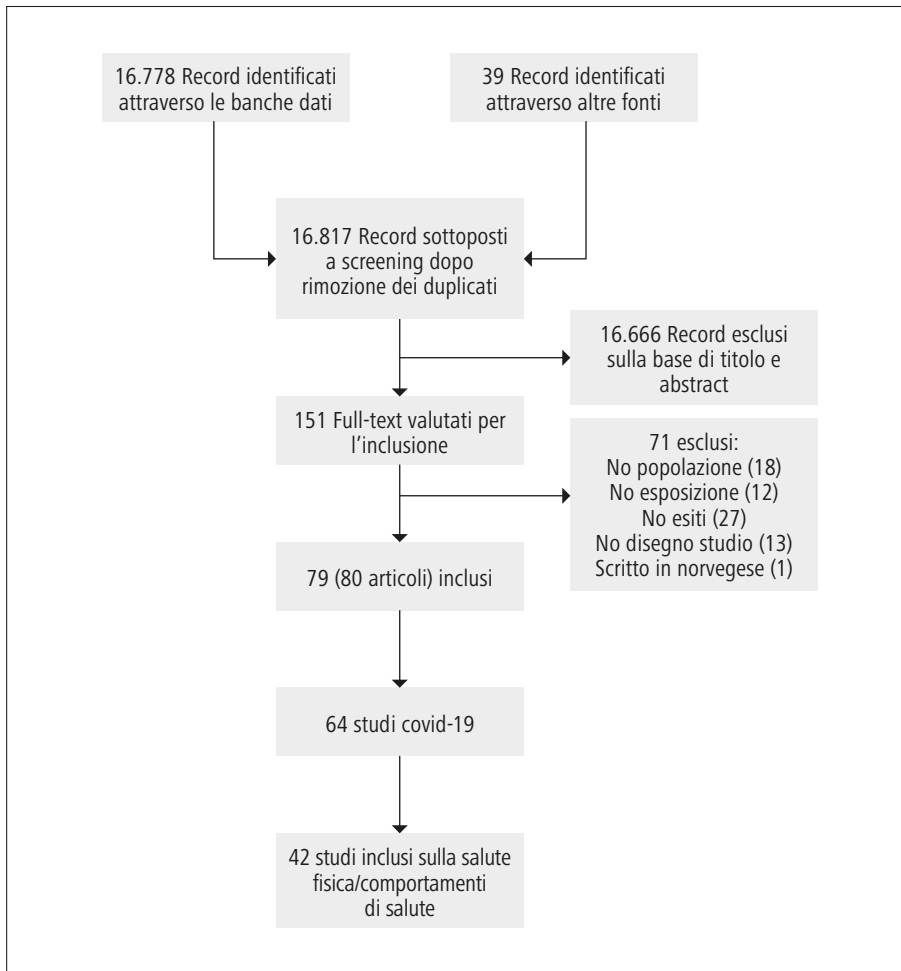 16.778 Record identificati
attraverso le banche dati
39 Record identificati
attraverso altre fonti
16.817 Record sottoposti
a screening dopo
rimozione dei duplicati
16.666 Record esclusi
sulla base di titolo e
abstract
151 Full-text valutati per
l’inclusione
71 esclusi:
No popolazione (18)
No esposizione (12)
No esiti (27)
No disegno studio (13)
Scritto in norvegese (1)
79 (80 articoli) inclusi
64 studi covid-19
42 studi inclusi sulla salute
fisica/comportamenti
di salute